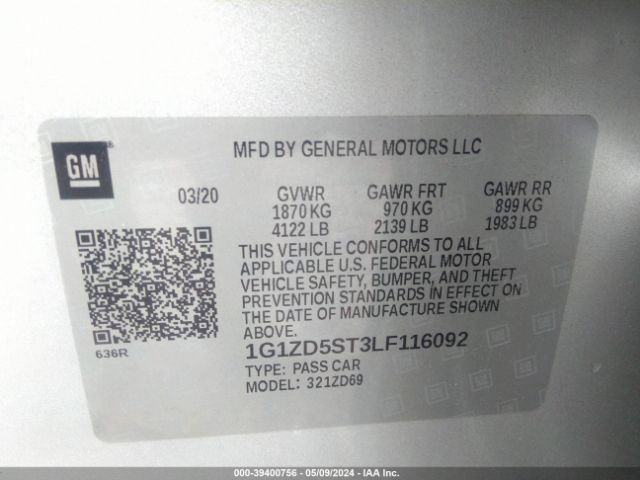 GM
MFD BY GENERAL MOTORS LLC
03/20 GVWR GAWR FRT GAWR RR
1870 KG 970 KG 899 KG
4122 LB 2139 LB 1983 LB
THIS VEHICLE CONFORMS TO ALL
APPLICABLE U.S. FEDERAL MOTOR
VEHICLE SAFETY, BUMPER, AND THEFT
PREVENTION STANDARDS IN EFFECT ON
THE DATE OF MANUFACTURE SHOWN
ABOVE.
636R
1G1ZD5ST3LF116092
TYPE: PASS CAR
MODEL: 321ZD69
000-39400756 - 05/09/2024 - IAA Inc.